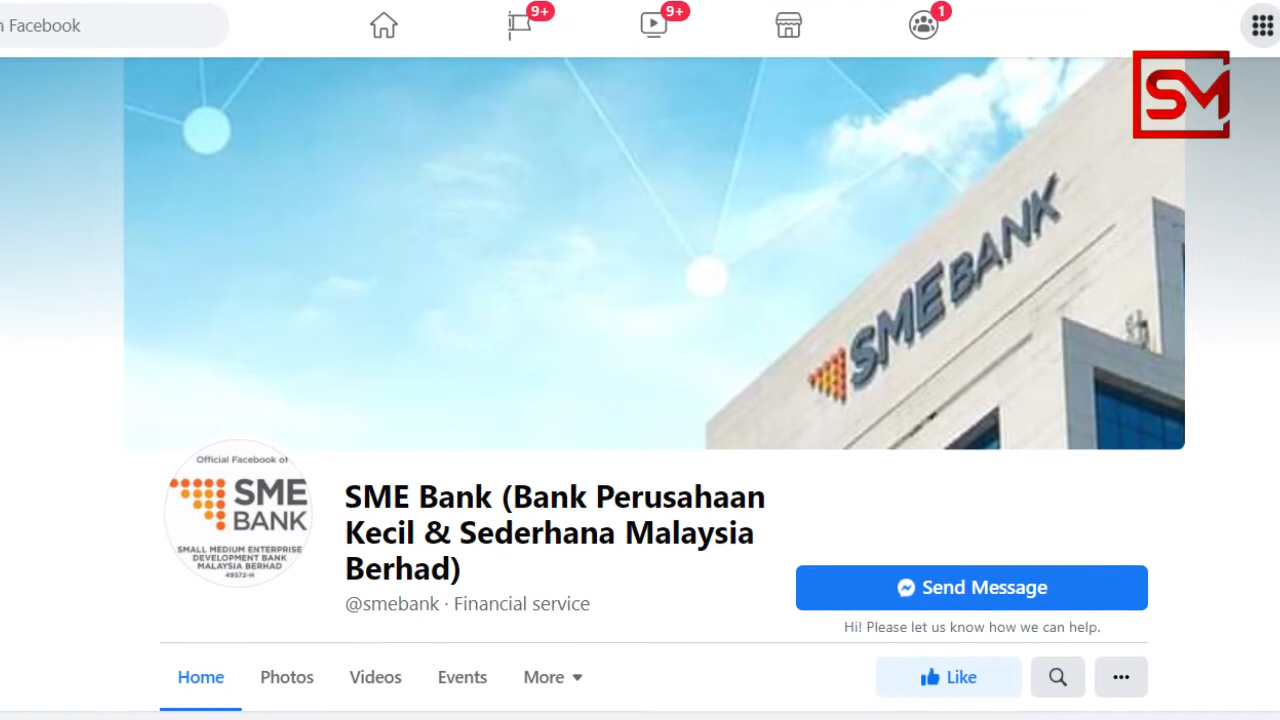 n Facebook
9+
9+
1
SM
SME BANK
Official Facebook of
SME
BANK
SMALL MEDIUM ENTERPRISE
DEVELOPMENT BANK
MALAYSIA BERHAD
49572-H
SME Bank (Bank Perusahaan
Kecil & Sederhana Malaysia
Berhad)
@smebank · Financial service
Send Message
Hi! Please let us know how we can help.
Home Photos Videos Events More
Like